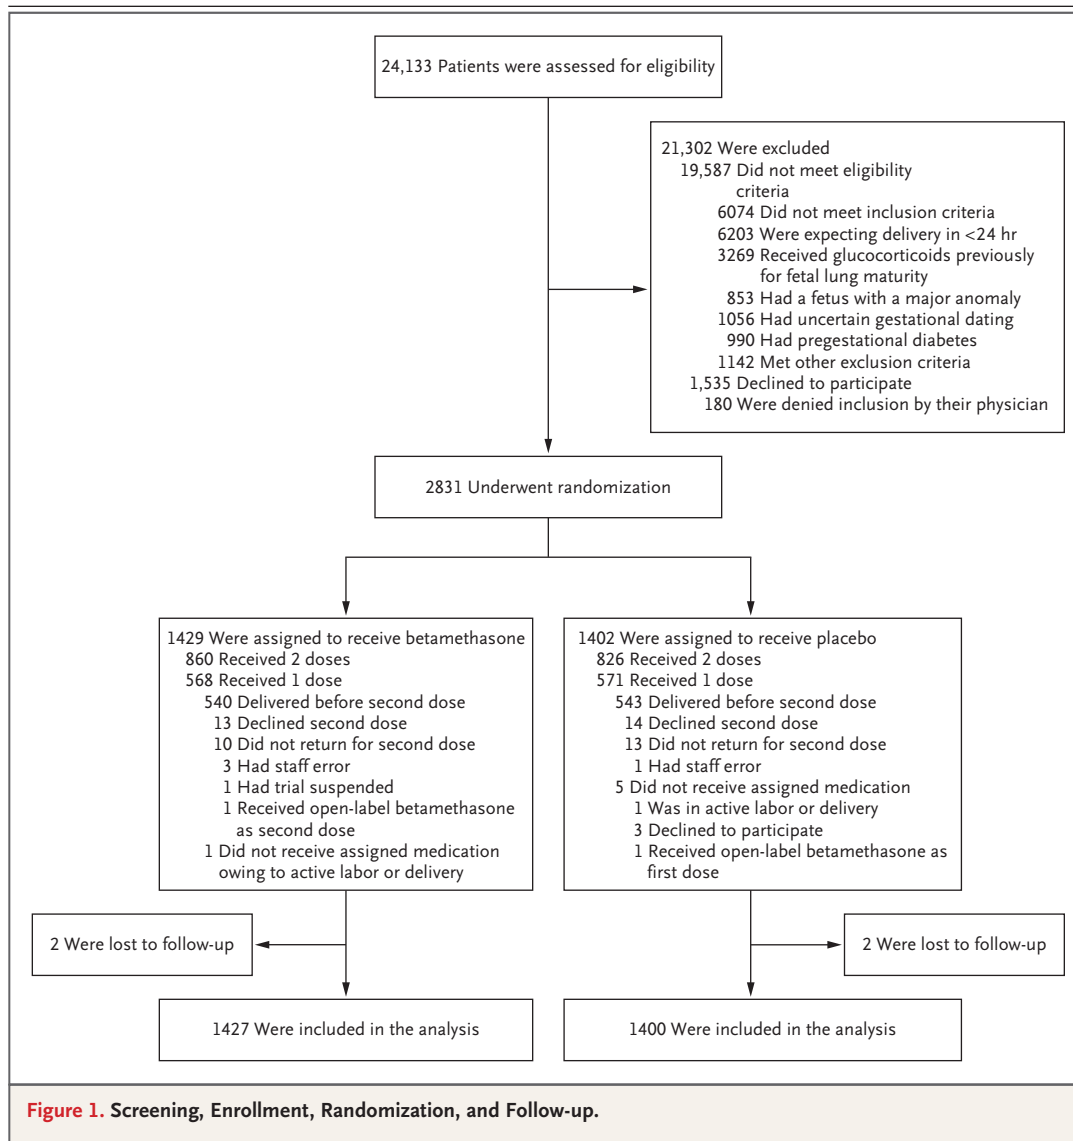 24,133 Patients were assessed for eligibility
21,302 Were excluded
19,587 Did not meet eligibility
criteria
6074 Did not meet inclusion criteria
6203 Were expecting delivery in <24 hr
3269 Received glucocorticoids previously
for fetal lung maturity
853 Had a fetus with a major anomaly
1056 Had uncertain gestational dating
990 Had pregestational diabetes
1142 Met other exclusion criteria
1,535 Declined to participate
180 Were denied inclusion by their physician
2831 Underwent randomization
1429 Were assigned to receive betamethasone
860 Received 2 doses
568 Received 1 dose
540 Delivered before second dose
13 Declined second dose
10 Did not return for second dose
3 Had staff error
1 Had trial suspended
1 Received open-label betamethasone
as second dose
1 Did not receive assigned medication
owing to active labor or delivery
1402 Were assigned to receive placebo
826 Received 2 doses
571 Received 1 dose
543 Delivered before second dose
14 Declined second dose
13 Did not return for second dose
1 Had staff error
5 Did not receive assigned medication
1 Was in active labor or delivery
3 Declined to participate
1 Received open-label betamethasone as
first dose
2 Were lost to follow-up
2 Were lost to follow-up
1427 Were included in the analysis
1400 Were included in the analysis
Figure 1. Screening, Enrollment, Randomization, and Follow-up.